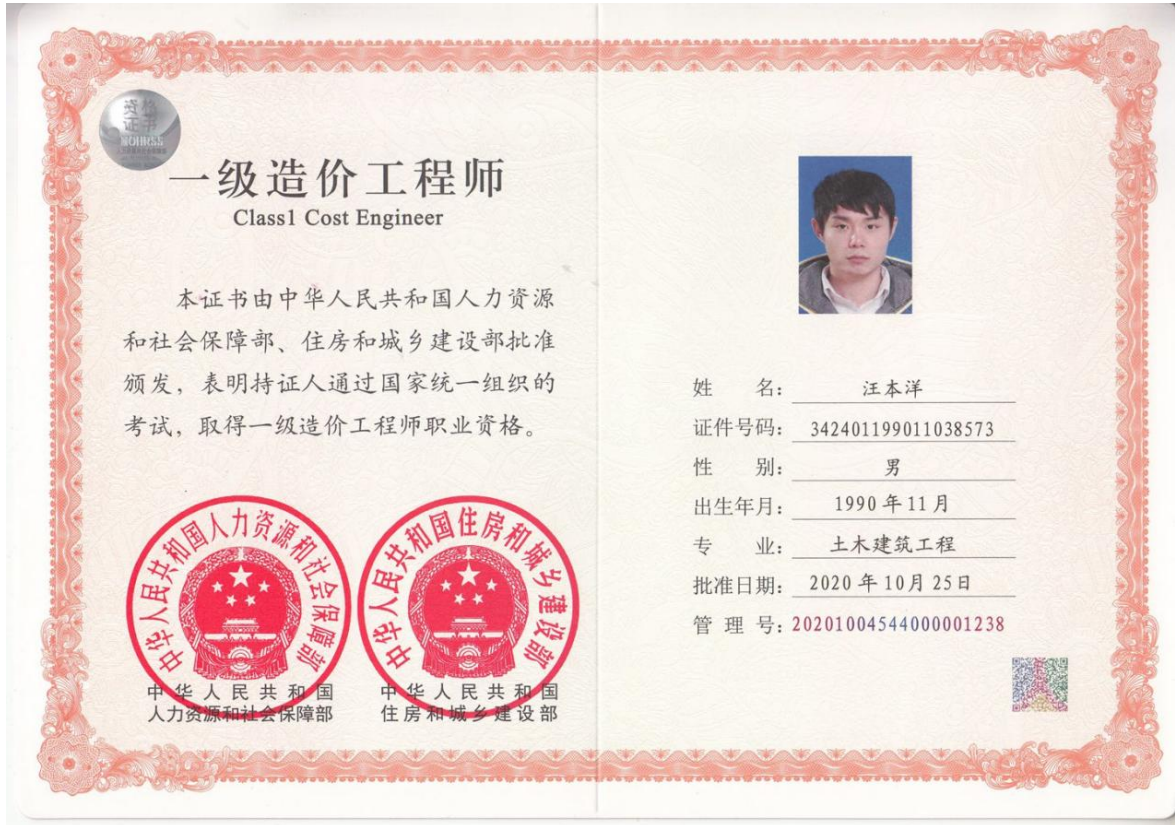 资格
证书
MOHRSS
一级造价工程师
Class1 Cost Engineer
本证书由中华人民共和国人力资源
和社会保障部、住房和城乡建设部批准
颁发，表明持证人通过国家统一组织的
考试，取得一级造价工程师职业资格。
中华人民共和国人力资源和社会保障部
中华人民共和国
人力资源和社会保障部
中华人民共和国住房和城乡建设部
中华人民共和国
住房和城乡建设部
姓 名： 汪本洋
证件号码： 342401199011038573
性 别： 男
出生年月： 1990年11月
专 业： 土木建筑工程
批准日期： 2020年10月25日
管 理 号：20201004544000001238